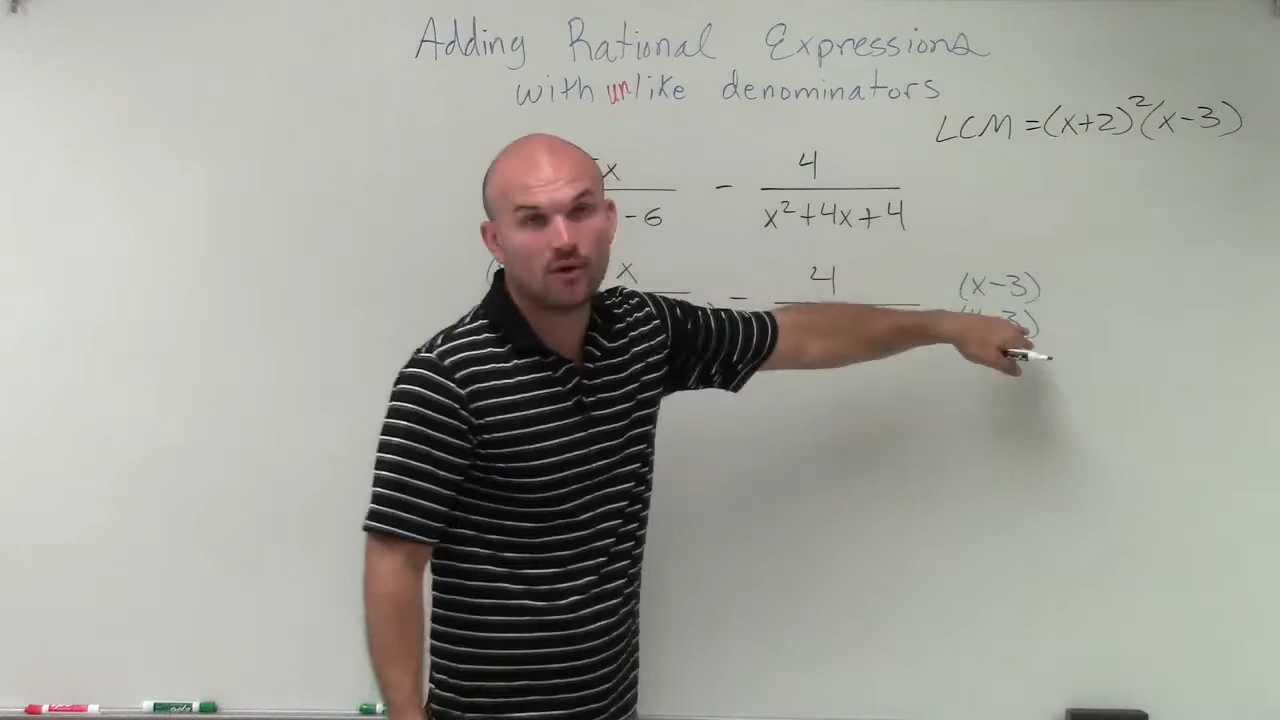 Adding Rational Expressions
with unlike denominators
LCM = (x+2)²(x-3)
x - 4
-6 x²+4x+4
x - 4 (x-3)